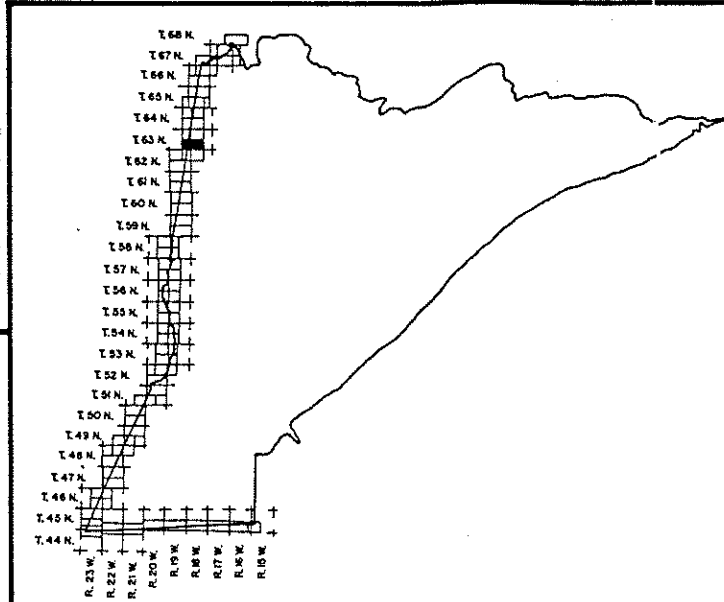 T. 68 N.
T. 67 N.
T. 66 N.
T. 65 N.
T. 64 N.
T. 63 N.
T. 62 N.
T. 61 N.
T. 60 N.
T. 59 N.
T. 58 N.
T. 57 N.
T. 56 N.
T. 55 N.
T. 54 N.
T. 53 N.
T. 52 N.
T. 51 N.
T. 50 N.
T. 49 N.
T. 48 N.
T. 47 N.
T. 46 N.
T. 45 N.
T. 44 N.
R. 23 W.
R. 22 W.
R. 21 W.
R. 20 W.
R. 19 W.
R. 18 W.
R. 17 W.
R. 16 W.
R. 15 W.